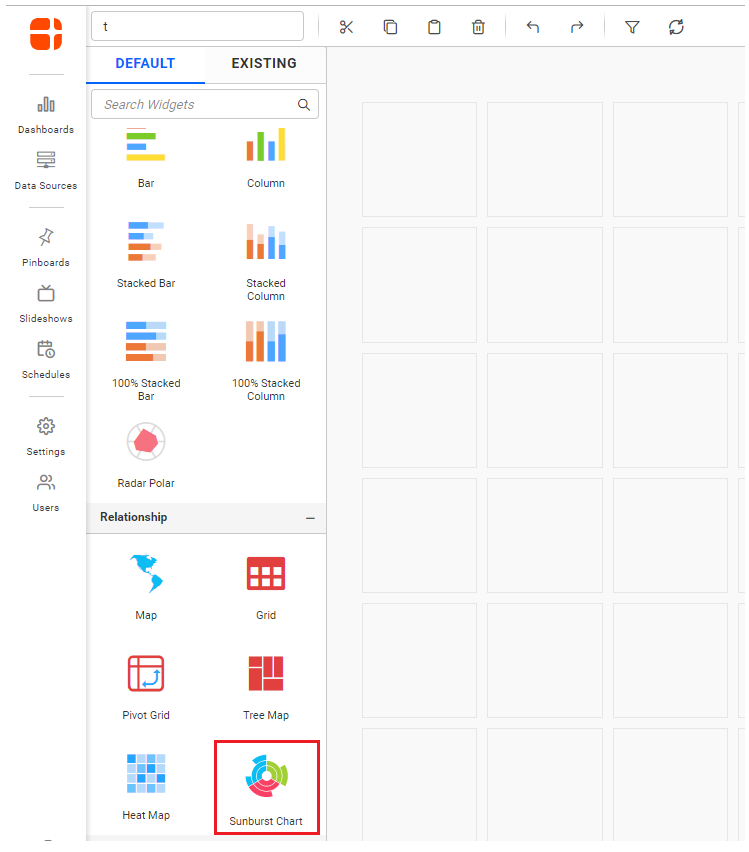 t
DEFAULT
EXISTING
Search Widgets
Dashboards
Data Sources
Pinboards
Slideshows
Schedules
Settings
Users
Bar
Column
Stacked Bar
Stacked
Column
100% Stacked
Bar
100% Stacked
Column
Radar Polar
Relationship
Map
Grid
Pivot Grid
Tree Map
Heat Map
Sunburst Chart